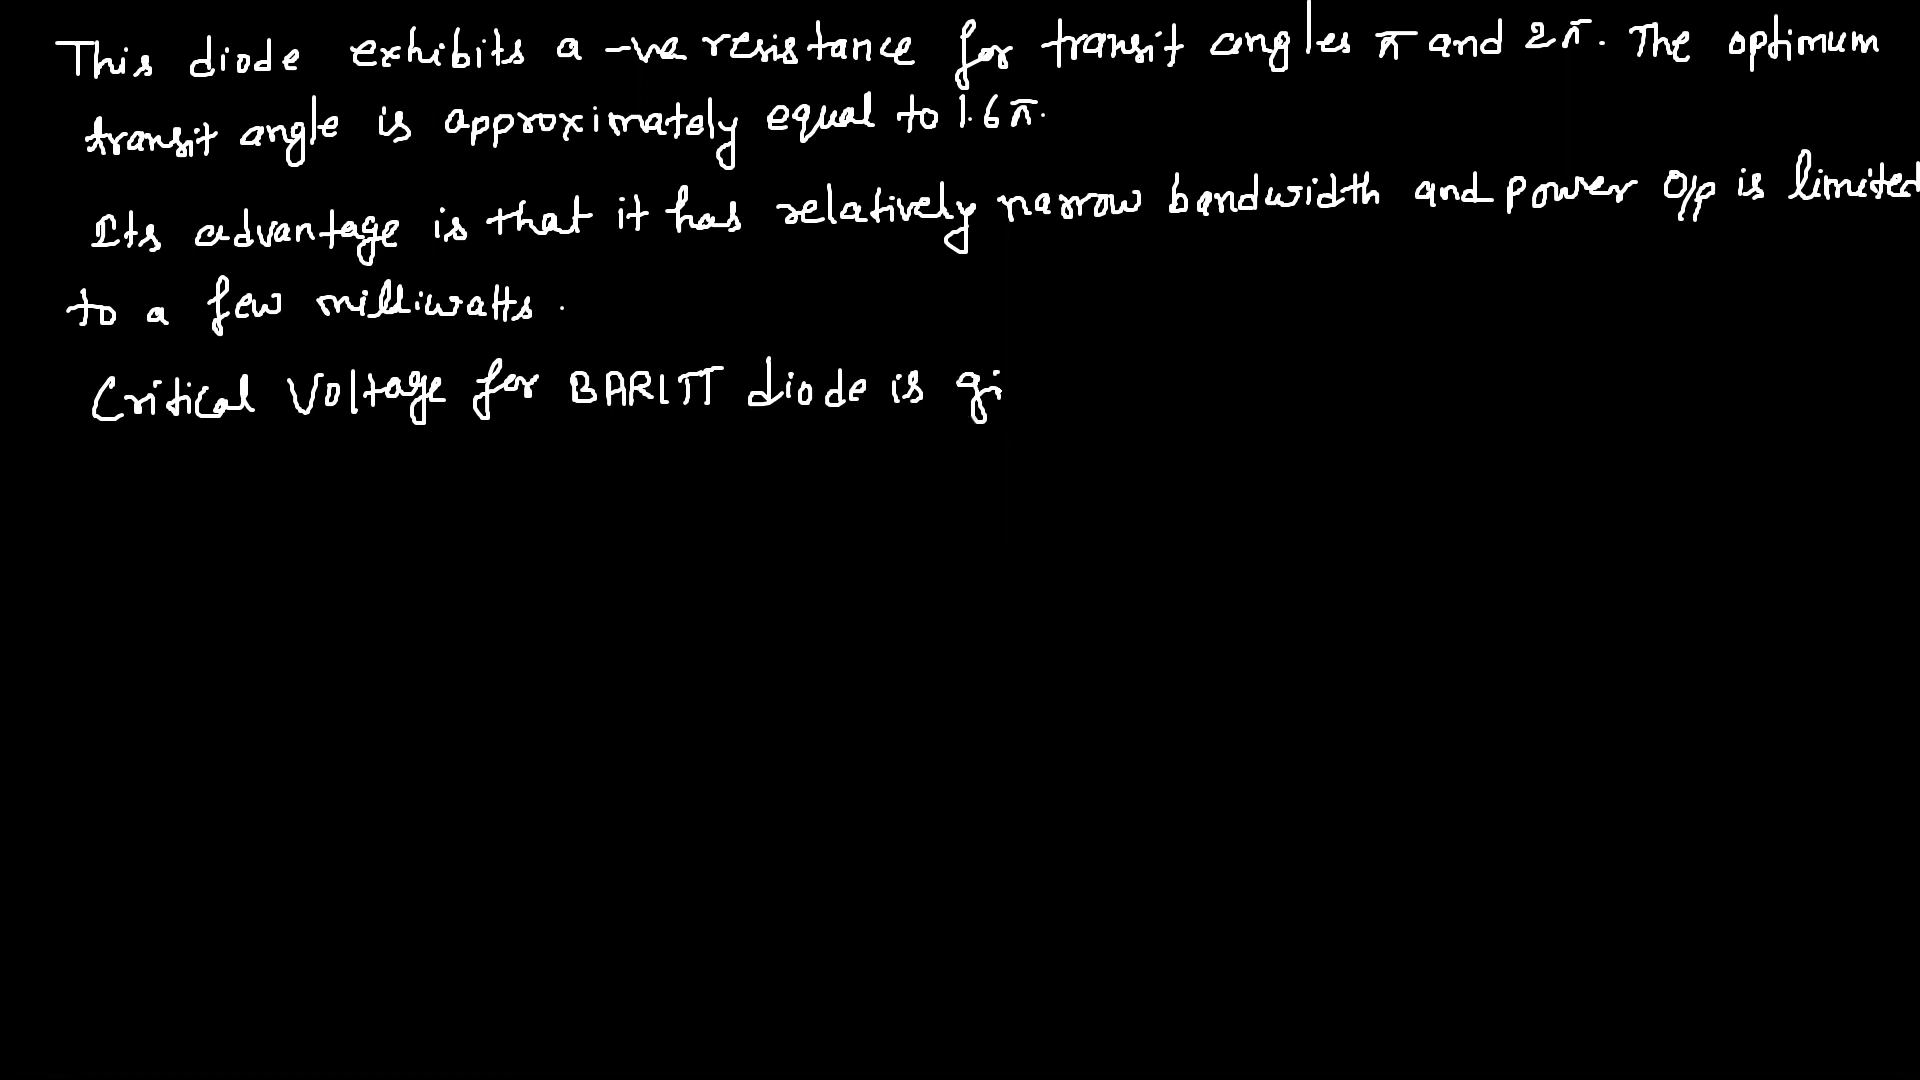 This diode exhibits a -ve resistance for transit angles π and 2π. The optimum
transit angle is approximately equal to 1.6π.
Its advantage is that it has relatively narrow bandwidth and power O/p is limited
to a few milliwatts.
Critical Voltage for BARITT diode is gi